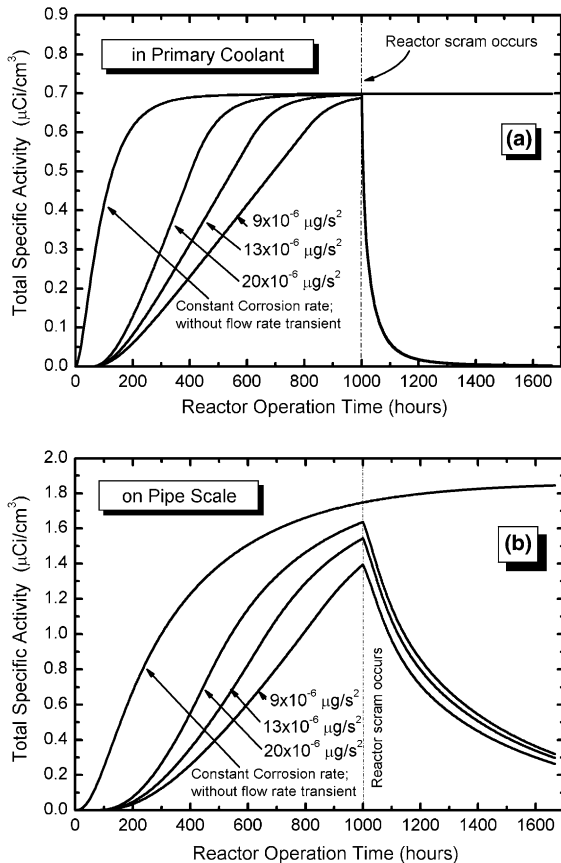 0.9
0.8
0.7
0.6
0.5
0.4
0.3
0.2
0.1
0.0
Total Specific Activity (μCi/cm³)
in Primary Coolant
Reactor scram occurs
(a)
9x10⁻⁶ μg/s²
13x10⁻⁶ μg/s²
20x10⁻⁶ μg/s²
Constant Corrosion rate;
without flow rate transient
0 200 400 600 800 1000 1200 1400 1600
Reactor Operation Time (hours)
2.0
1.8
1.6
1.4
1.2
1.0
0.8
0.6
0.4
0.2
0.0
Total Specific Activity (μCi/cm³)
on Pipe Scale
(b)
Reactor scram occurs
9x10⁻⁶ μg/s²
13x10⁻⁶ μg/s²
20x10⁻⁶ μg/s²
Constant Corrosion rate;
without flow rate transient
0 200 400 600 800 1000 1200 1400 1600
Reactor Operation Time (hours)